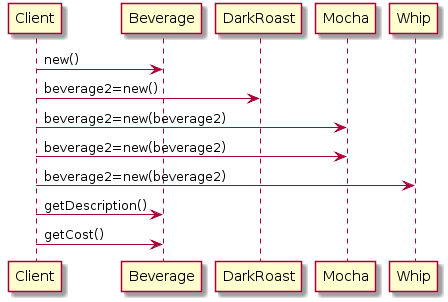 Client Beverage DarkRoast Mocha Whip
new()
beverage2=new()
beverage2=new(beverage2)
beverage2=new(beverage2)
beverage2=new(beverage2)
getDescription()
getCost()
Client Beverage DarkRoast Mocha Whip